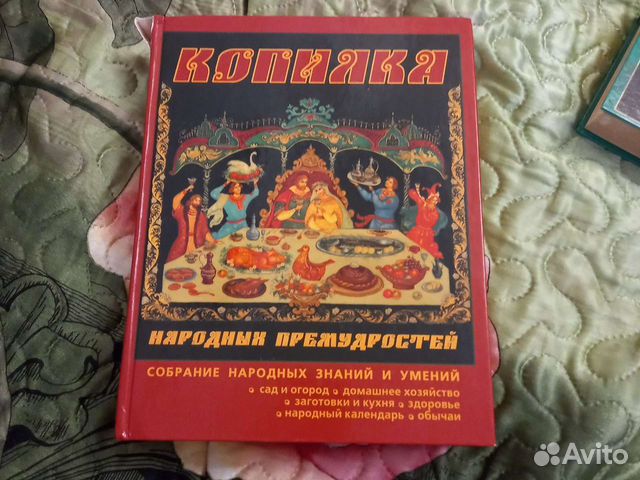 КОПИЛКА
НАРОДНЫХ ПРЕМУДРОСТЕЙ
СОБРАНИЕ НАРОДНЫХ ЗНАНИЙ И УМЕНИЙ
• сад и огород • домашнее хозяйство
• заготовки и кухня • здоровье
• народный календарь • обычаи
Avito